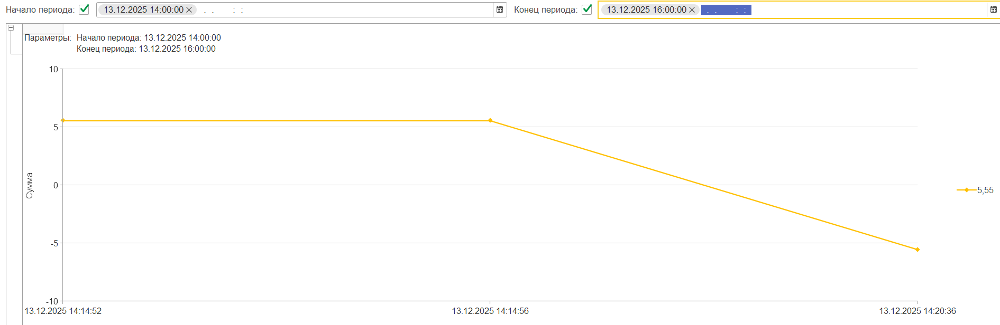 Начало периода: 13.12.2025 14:00:00 . . : : Конец периода: 13.12.2025 16:00:00 . . : :
Параметры: Начало периода: 13.12.2025 14:00:00
Конец периода: 13.12.2025 16:00:00
10
5
0
-5
-10
Сумма
5,55
13.12.2025 14:14:52 13.12.2025 14:14:56 13.12.2025 14:20:36